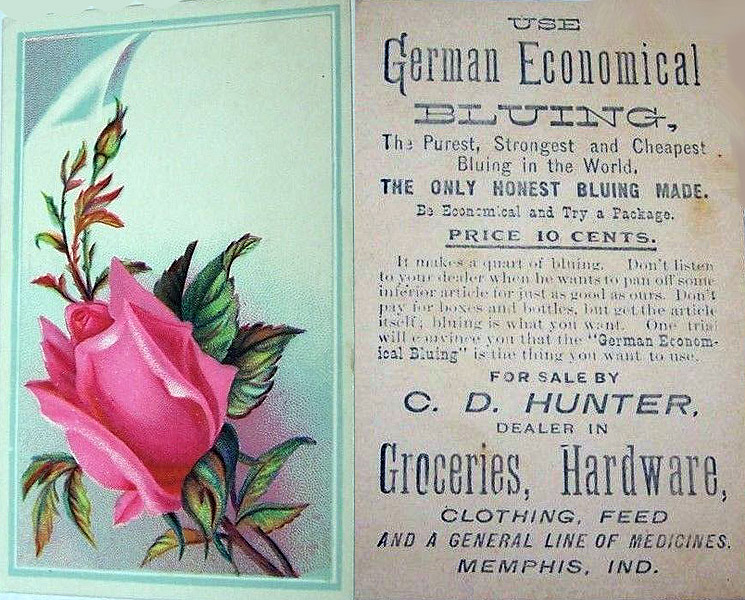 USE
German Economical
BLUING,
The Purest, Strongest and Cheapest
Bluing in the World.
THE ONLY HONEST BLUING MADE.
Be Economical and Try a Package.
PRICE 10 CENTS.
It makes a quart of bluing. Don't listen
to your dealer when he wants to pan off some
inferior article for just as good as ours. Don't
pay for boxes and bottles, but get the article
itself; bluing is what you want. One trial
will convince you that the "German Econom-
ical Bluing" is the thing you want to use.
FOR SALE BY
C. D. HUNTER,
DEALER IN
Groceries, Hardware,
CLOTHING, FEED
AND A GENERAL LINE OF MEDICINES.
MEMPHIS, IND.